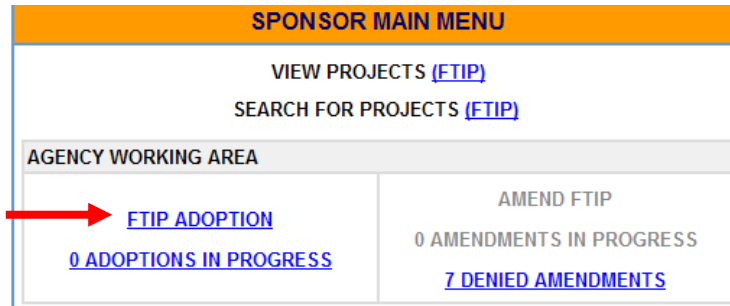 SPONSOR MAIN MENU
VIEW PROJECTS (FTIP)
SEARCH FOR PROJECTS (FTIP)
AGENCY WORKING AREA
FTIP ADOPTION
0 ADOPTIONS IN PROGRESS
AMEND FTIP
0 AMENDMENTS IN PROGRESS
7 DENIED AMENDMENTS